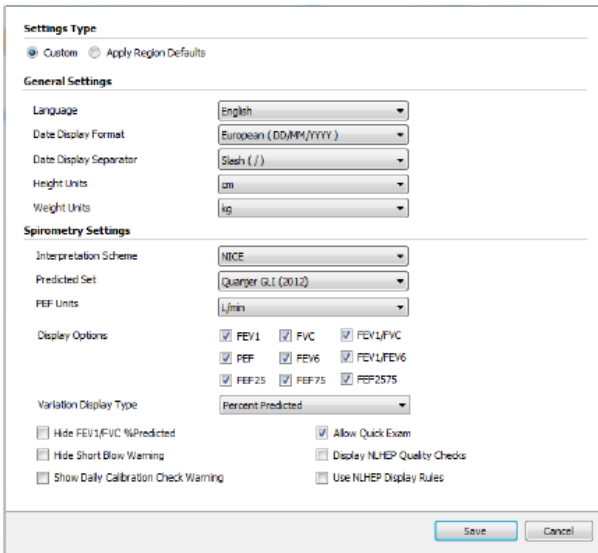 Settings Type
Custom Apply Region Defaults
General Settings
Language English
Date Display Format European ( DD/MM/YYYY )
Date Display Separator Slash ( / )
Height Units cm
Weight Units kg
Spirometry Settings
Interpretation Scheme NICE
Predicted Set Quanjer GLI (2012)
PEF Units L/min
Display Options FEV1 FVC FEV1/FVC
PEF FEV6 FEV1/FEV6
FEF25 FEF75 FEF2575
Variation Display Type Percent Predicted
Hide FEV1/FVC %Predicted Allow Quick Exam
Hide Short Blow Warning Display NLHEP Quality Checks
Show Daily Calibration Check Warning Use NLHEP Display Rules
Save Cancel